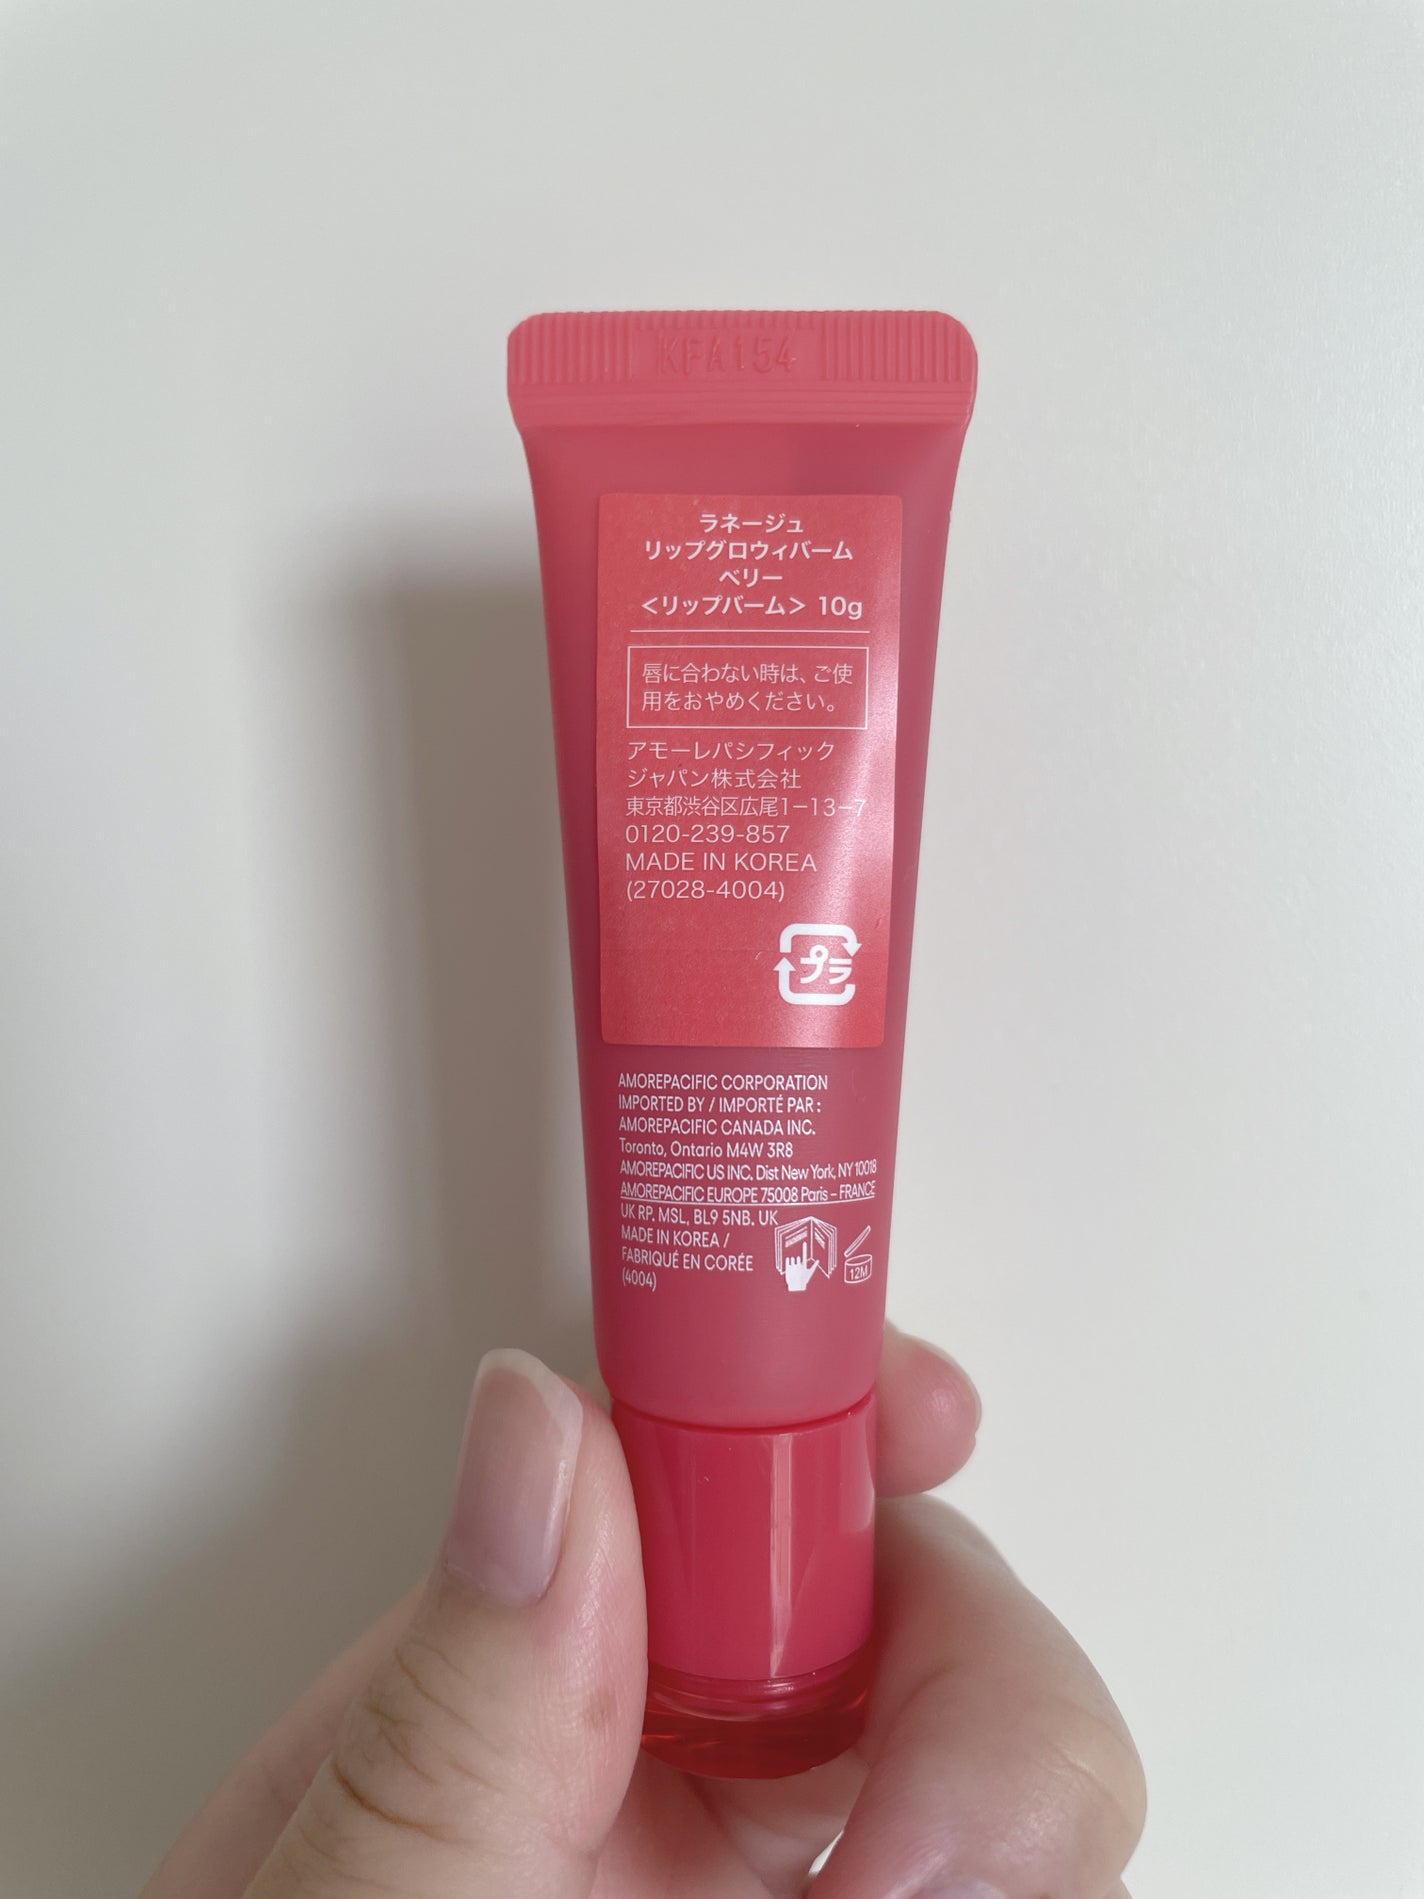 KFA154
ラネージュ
リップグロウィバーム
ベリー
＜リップバーム＞ 10g
唇に合わない時は、ご使
用をおやめください。
アモーレパシフィック
ジャパン株式会社
東京都渋谷区広尾1−13−7
0120-239-857
MADE IN KOREA
(27028-4004)
プラ
AMOREPACIFIC CORPORATION
IMPORTED BY / IMPORTÉ PAR :
AMOREPACIFIC CANADA INC.
Toronto, Ontario M4W 3R8
AMOREPACIFIC US INC. Dist New York, NY 10018
AMOREPACIFIC EUROPE 75008 Paris – FRANCE
UK RP. MSL, BL9 5NB. UK
MADE IN KOREA /
FABRIQUÉ EN CORÉE
(4004)
12M